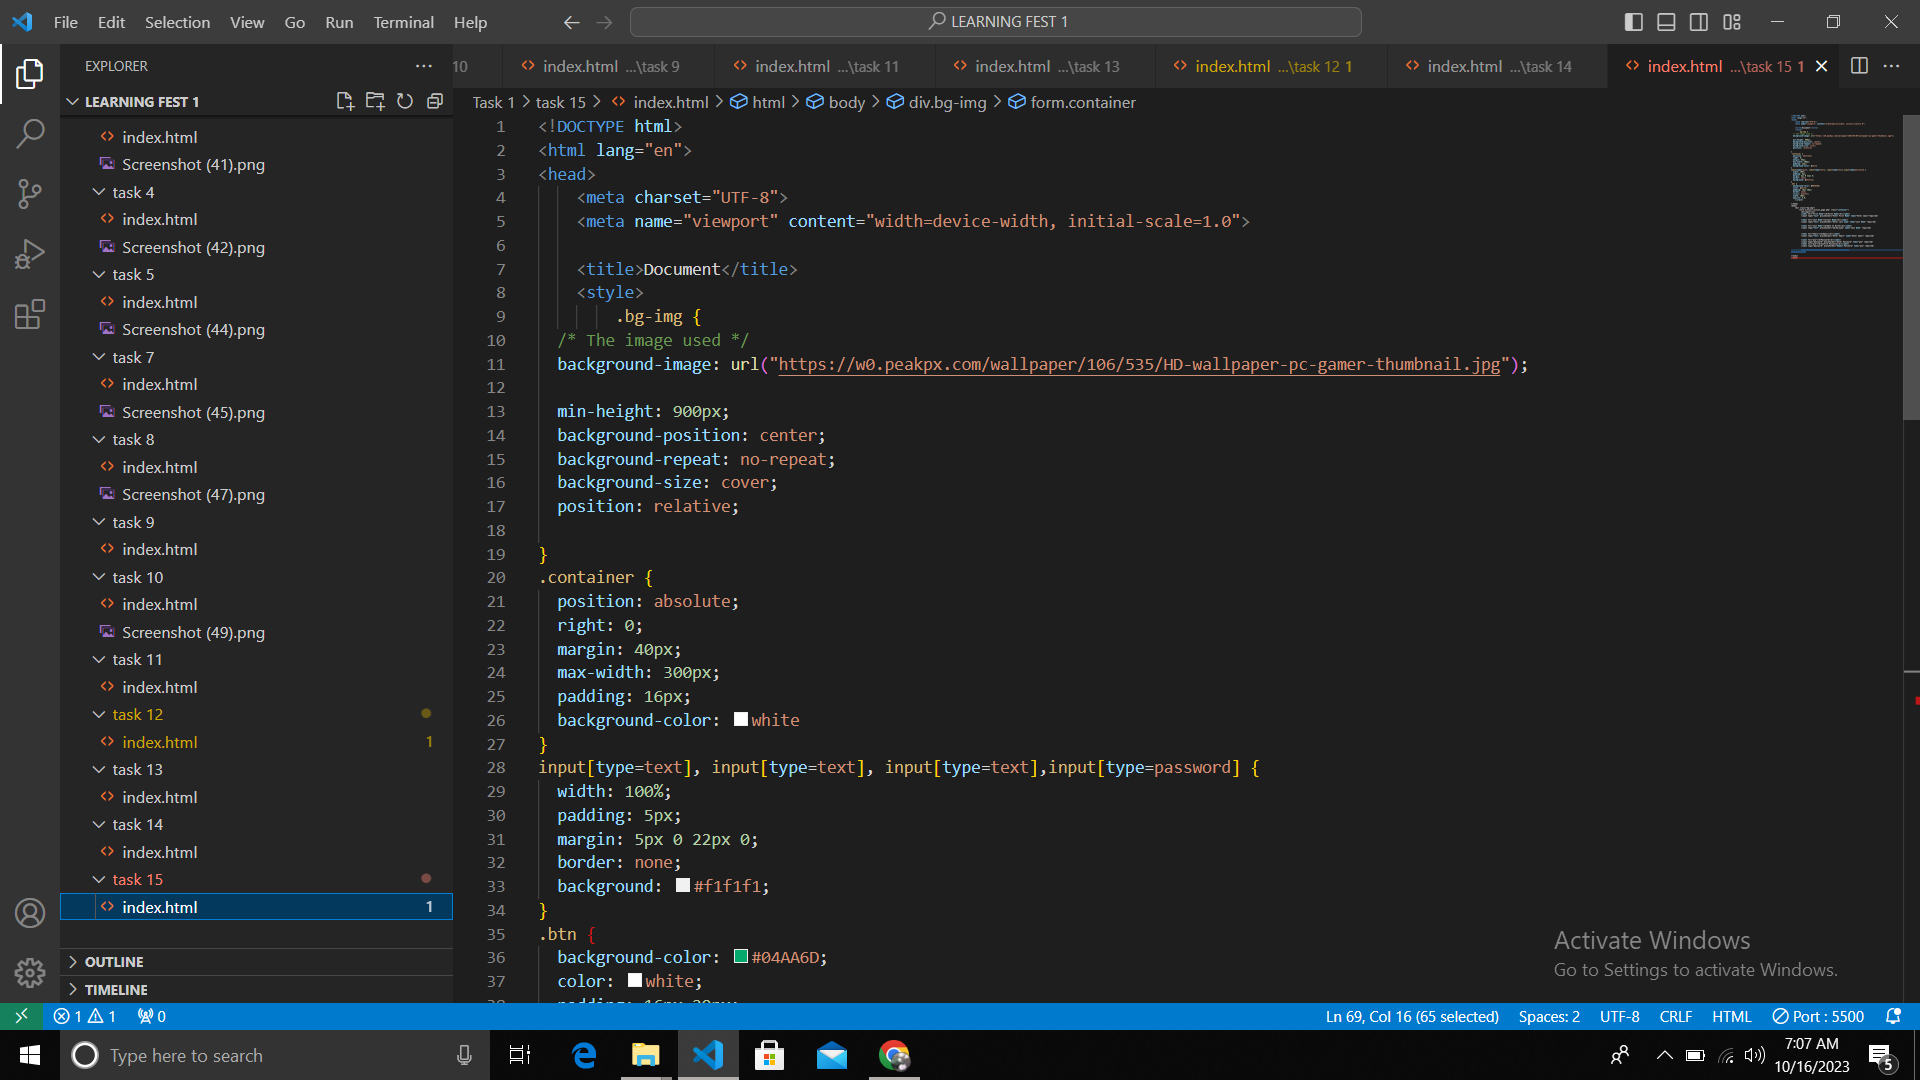 File Edit Selection View Go Run Terminal Help
LEARNING FEST 1
EXPLORER
10
index.html ...\task 9
index.html ...\task 11
index.html ...\task 13
index.html ...\task 12 1
index.html ...\task 14
index.html ...\task 15 1
LEARNING FEST 1
Task 1 > task 15 > index.html > html > body > div.bg-img > form.container
index.html
Screenshot (41).png
task 4
index.html
Screenshot (42).png
task 5
index.html
Screenshot (44).png
task 7
index.html
Screenshot (45).png
task 8
index.html
Screenshot (47).png
task 9
index.html
task 10
index.html
Screenshot (49).png
task 11
index.html
task 12
index.html 1
task 13
index.html
task 14
index.html
task 15
index.html 1
OUTLINE
TIMELINE
1 <!DOCTYPE html>
2 <html lang="en">
3 <head>
4 <meta charset="UTF-8">
5 <meta name="viewport" content="width=device-width, initial-scale=1.0">
6
7 <title>Document</title>
8 <style>
9 .bg-img {
10 /* The image used */
11 background-image: url("https://w0.peakpx.com/wallpaper/106/535/HD-wallpaper-pc-gamer-thumbnail.jpg");
12
13 min-height: 900px;
14 background-position: center;
15 background-repeat: no-repeat;
16 background-size: cover;
17 position: relative;
18
19 }
20 .container {
21 position: absolute;
22 right: 0;
23 margin: 40px;
24 max-width: 300px;
25 padding: 16px;
26 background-color: white
27 }
28 input[type=text], input[type=text], input[type=text],input[type=password] {
29 width: 100%;
30 padding: 5px;
31 margin: 5px 0 22px 0;
32 border: none;
33 background: #f1f1f1;
34 }
35 .btn {
36 background-color: #04AA6D;
37 color: white;
Activate Windows
Go to Settings to activate Windows.
1 1 0
Ln 69, Col 16 (65 selected) Spaces: 2 UTF-8 CRLF HTML Port : 5500
Type here to search
7:07 AM
10/16/2023
5